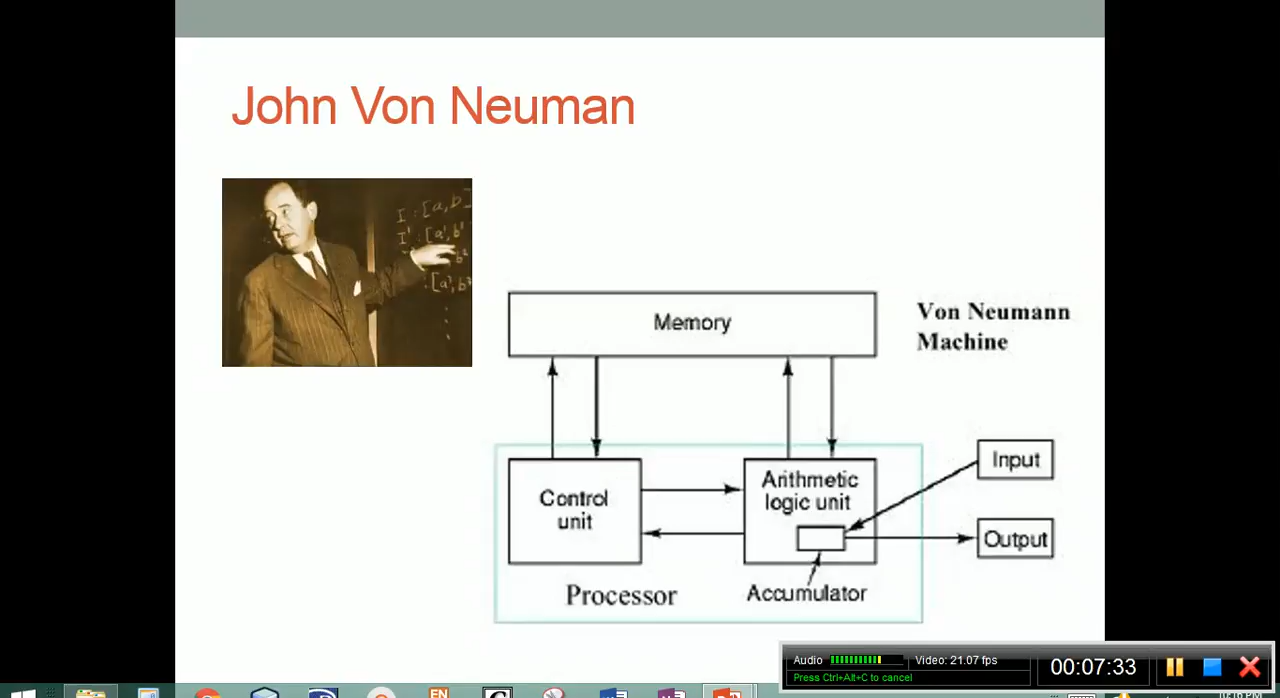 John Von Neuman
I : [a, b]
I' : [a', b'
Memory
Von Neumann
Machine
Control
unit
Arithmetic
logic unit
Input
Output
Processor
Accumulator
Audio
Video: 21.07 fps
Press Ctrl+Alt+C to cancel
00:07:33
EN